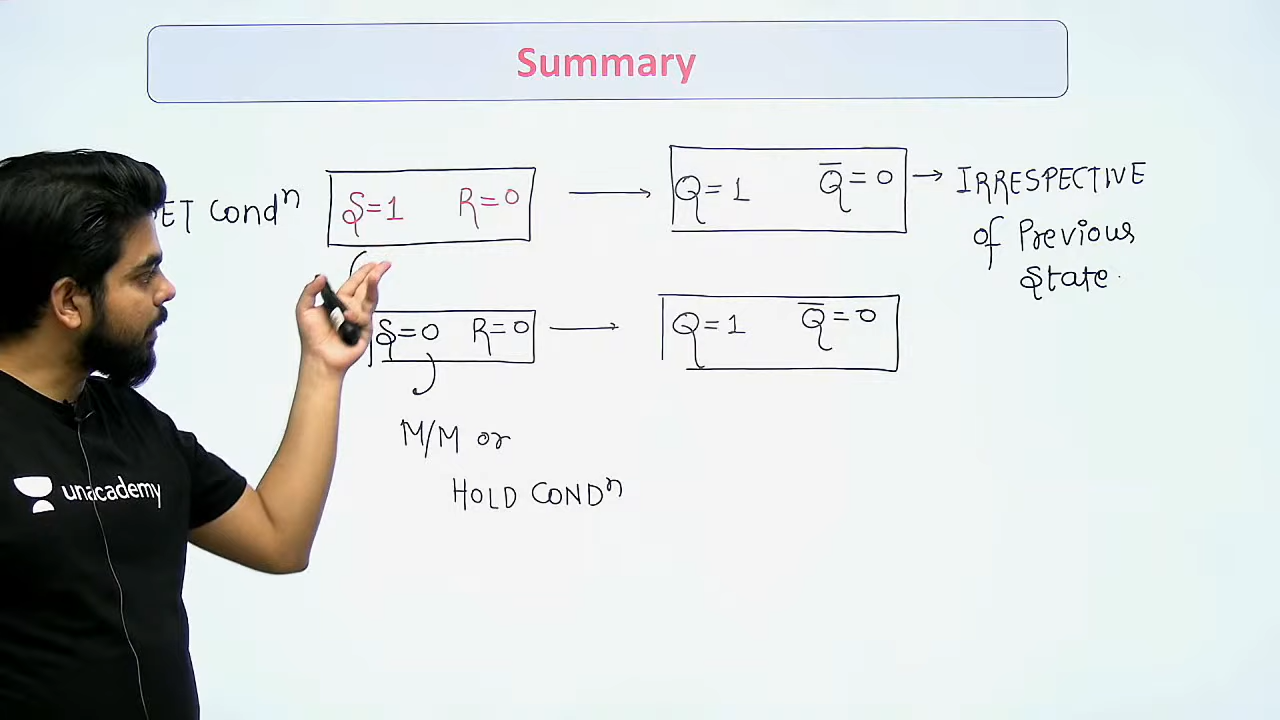 Summary
ET Condⁿ
S=1 R=0
Q=1 Q̅=0
IRRESPECTIVE
of Previous
State.
S=0 R=0
Q=1 Q̅=0
M/M or
HOLD CONDⁿ
unacademy